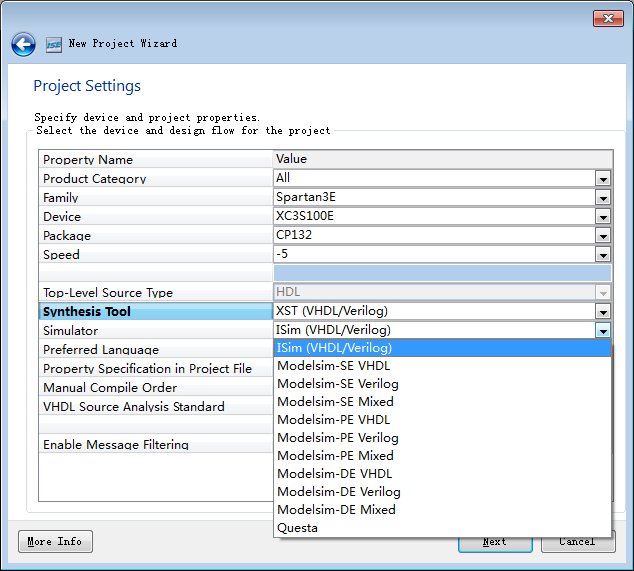 ISE New Project Wizard
Project Settings
Specify device and project properties.
Select the device and design flow for the project
Property Name Value
Product Category All
Family Spartan3E
Device XC3S100E
Package CP132
Speed -5
Top-Level Source Type HDL
Synthesis Tool XST (VHDL/Verilog)
Simulator ISim (VHDL/Verilog)
Preferred Language
Property Specification in Project File
Manual Compile Order
VHDL Source Analysis Standard
Enable Message Filtering
ISim (VHDL/Verilog)
Modelsim-SE VHDL
Modelsim-SE Verilog
Modelsim-SE Mixed
Modelsim-PE VHDL
Modelsim-PE Verilog
Modelsim-PE Mixed
Modelsim-DE VHDL
Modelsim-DE Verilog
Modelsim-DE Mixed
Questa
More Info Next Cancel